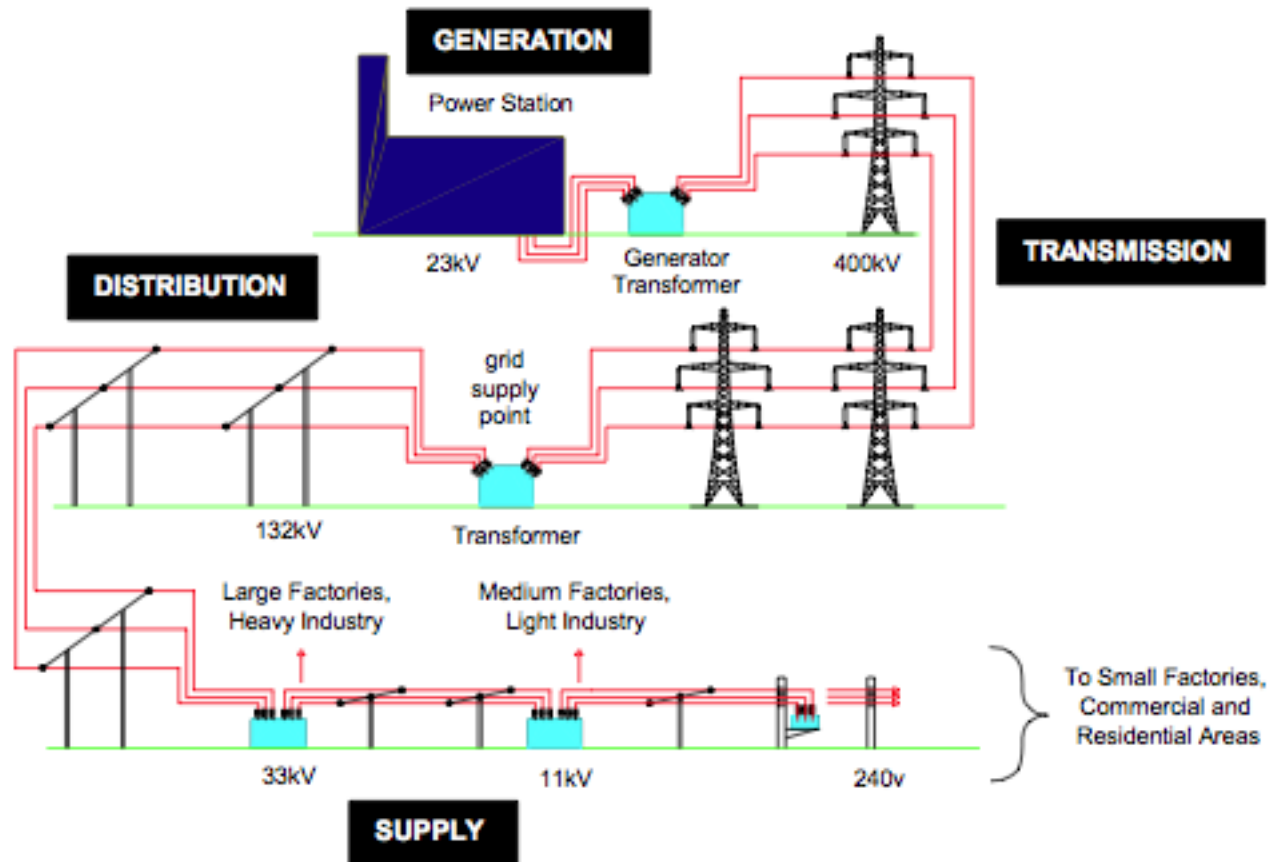 GENERATION
Power Station
23kV
Generator
Transformer
400kV
TRANSMISSION
DISTRIBUTION
grid
supply
point
132kV
Transformer
Large Factories,
Heavy Industry
Medium Factories,
Light Industry
To Small Factories,
Commercial and
Residential Areas
33kV
11kV
240v
SUPPLY